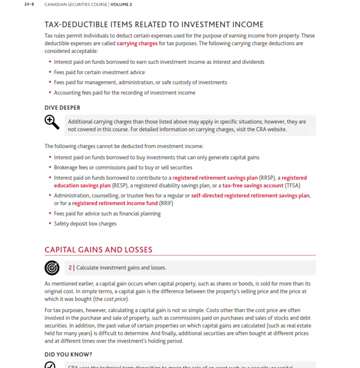 24 • 8 CANADIAN SECURITIES COURSE | VOLUME 2
TAX-DEDUCTIBLE ITEMS RELATED TO INVESTMENT INCOME
Tax rules permit individuals to deduct certain expenses used for the purpose of earning income from property. These
deductible expenses are called carrying charges for tax purposes. The following carrying charge deductions are
considered acceptable:
• Interest paid on funds borrowed to earn such investment income as interest and dividends
• Fees paid for certain investment advice
• Fees paid for management, administration, or safe custody of investments
• Accounting fees paid for the recording of investment income
DIVE DEEPER
Additional carrying charges than those listed above may apply in specific situations; however, they are
not covered in this course. For detailed information on carrying charges, visit the CRA website.
The following charges cannot be deducted from investment income:
• Interest paid on funds borrowed to buy investments that can only generate capital gains
• Brokerage fees or commissions paid to buy or sell securities
• Interest paid on funds borrowed to contribute to a registered retirement savings plan (RRSP), a registered
education savings plan (RESP), a registered disability savings plan, or a tax-free savings account (TFSA)
• Administration, counselling, or trustee fees for a regular or self-directed registered retirement savings plan,
or for a registered retirement income fund (RRIF)
• Fees paid for advice such as financial planning
• Safety deposit box charges
CAPITAL GAINS AND LOSSES
2 | Calculate investment gains and losses.
As mentioned earlier, a capital gain occurs when capital property, such as shares or bonds, is sold for more than its
original cost. In simple terms, a capital gain is the difference between the property's selling price and the price at
which it was bought (the cost price).
For tax purposes, however, calculating a capital gain is not so simple. Costs other than the cost price are often
involved in the purchase and sale of property, such as commissions paid on purchases and sales of stocks and debt
securities. In addition, the past value of certain properties on which capital gains are calculated (such as real estate
held for many years) is difficult to determine. And finally, additional securities are often bought at different prices
and at different times over the investment's holding period.
DID YOU KNOW?